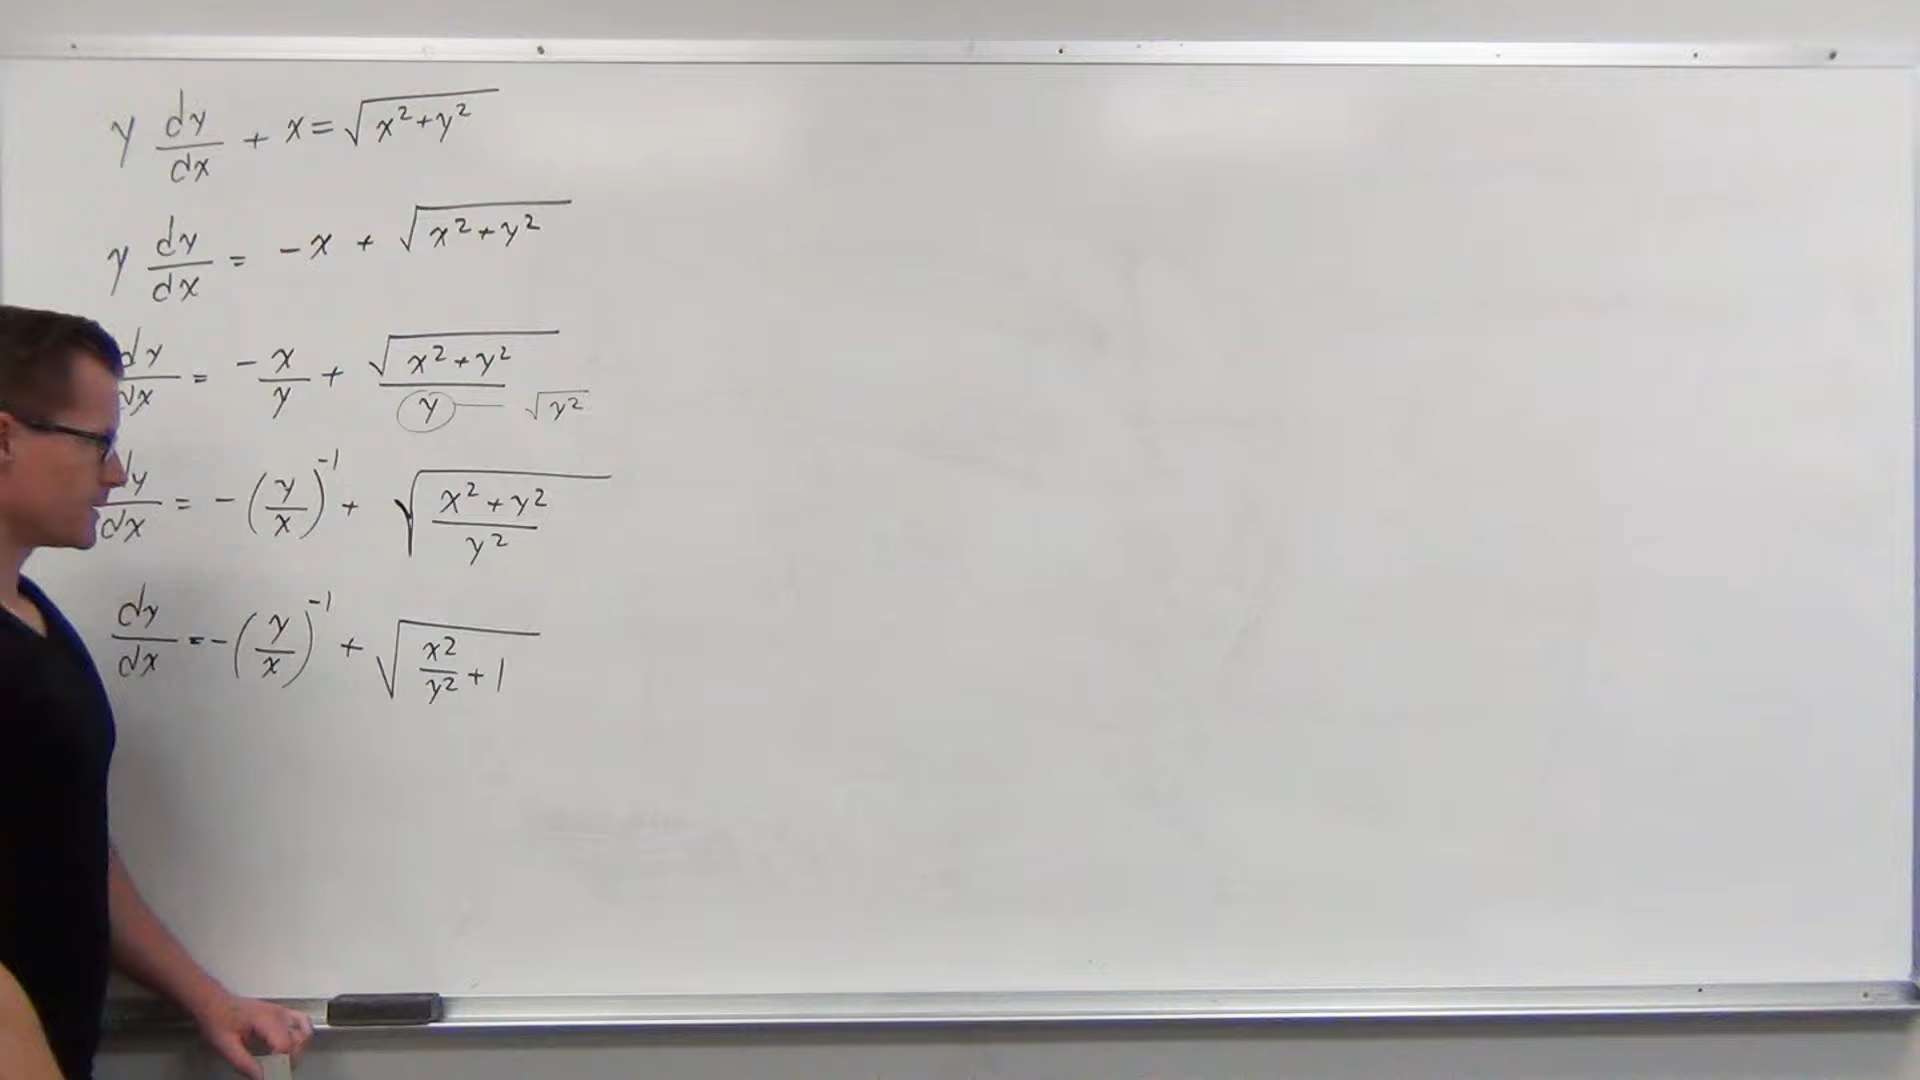 y dy/dx + x = √(x²+y²)
y dy/dx = -x + √(x²+y²)
dy/dx = -x/y + √(x²+y²)/y — √y²
dy/dx = -(y/x)⁻¹ + √((x²+y²)/y²)
dy/dx = -(y/x)⁻¹ + √(x²/y² + 1)